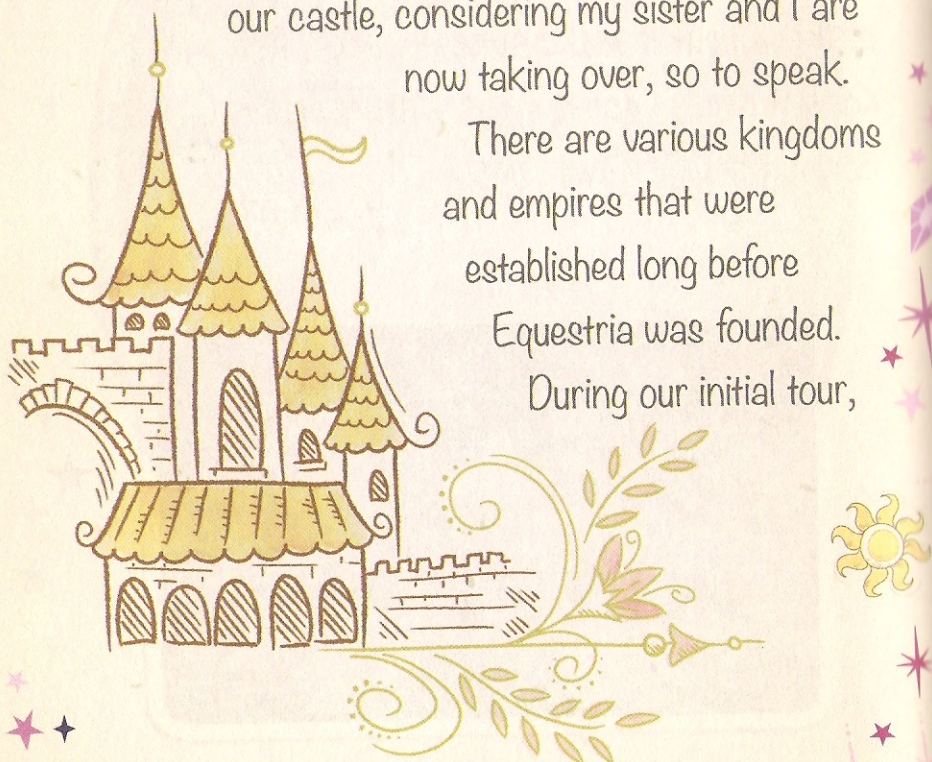 our castle, considering my sister and I are
now taking over, so to speak.
There are various kingdoms
and empires that were
established long before
Equestria was founded.
During our initial tour,